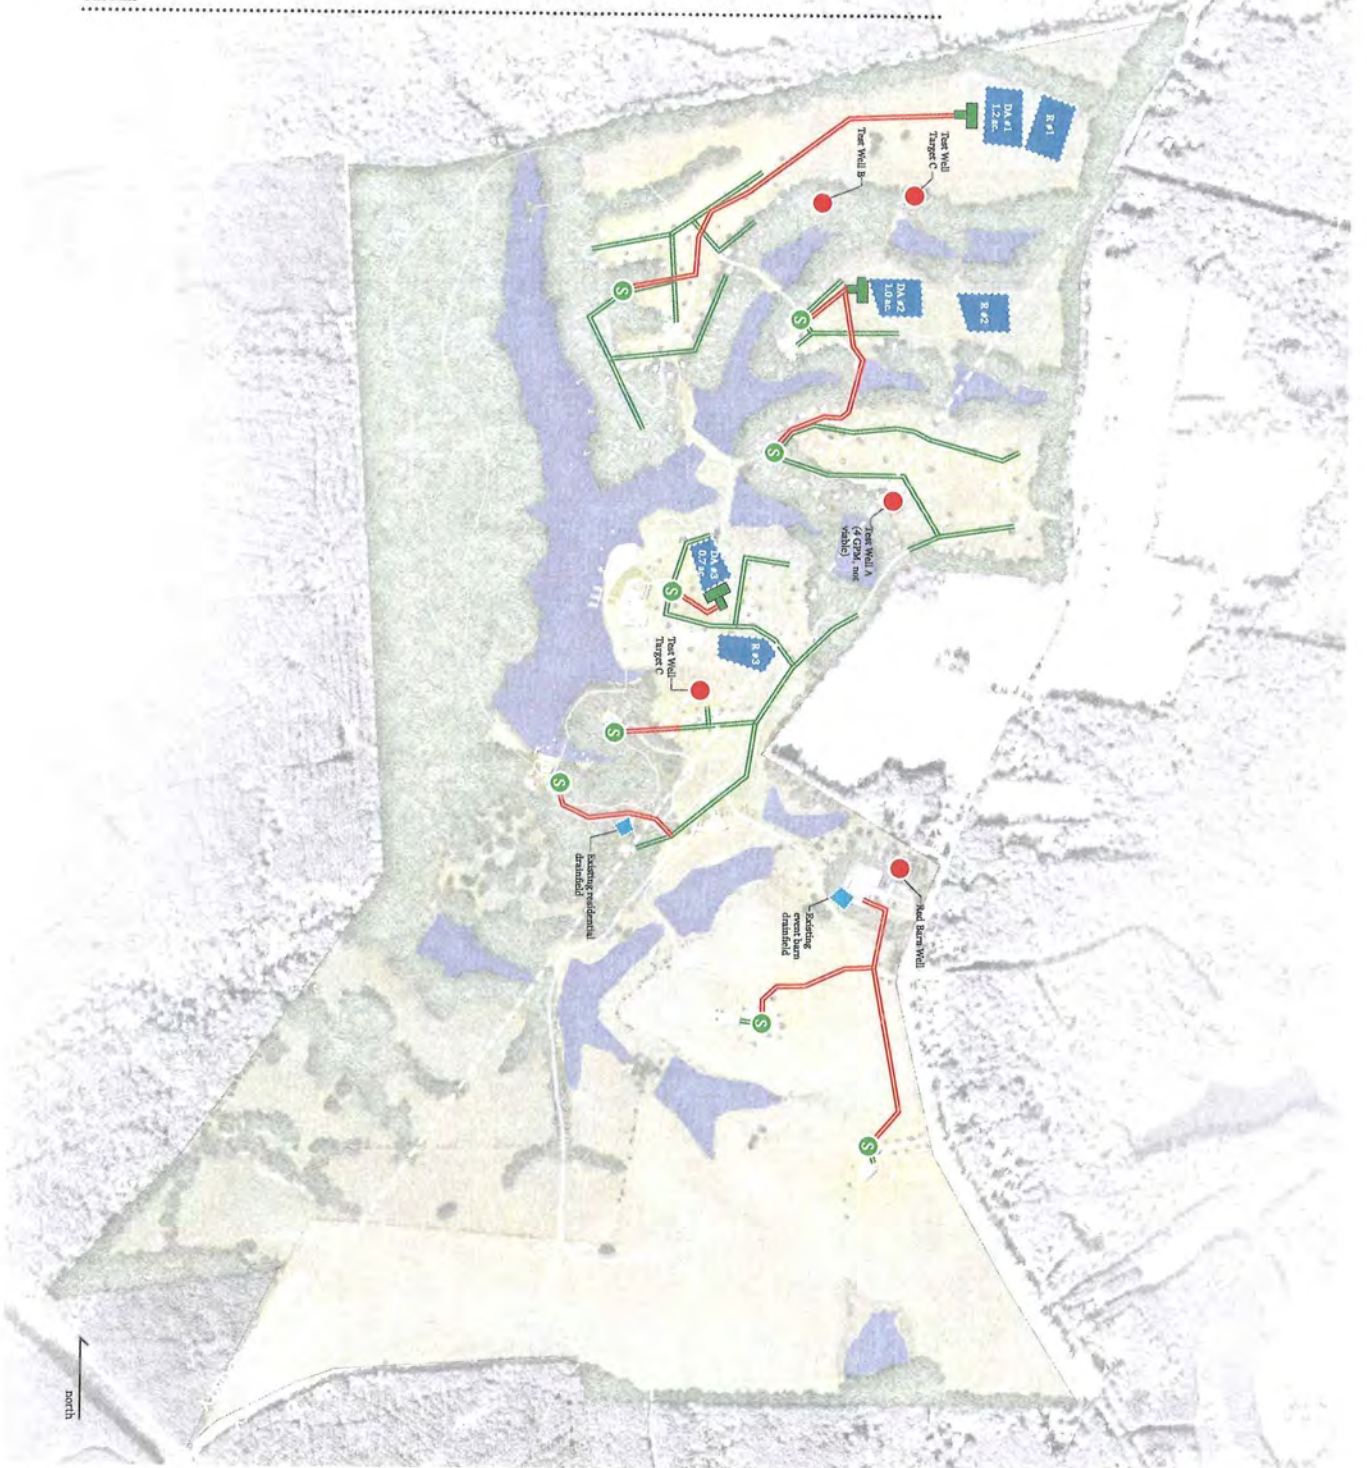 R #1
DA #1
1.2 ac.
Test Well
Target C
Test Well B
DA #2
1.0 ac.
R #2
S
S
S
Test Well A
(4 GPM, not
viable)
DA #3
0.7 ac.
S
R #3
Test Well
Target C
S
S
Existing residential
drainfield
Red Barn Well
Existing
event barn
drainfield
S
S
north